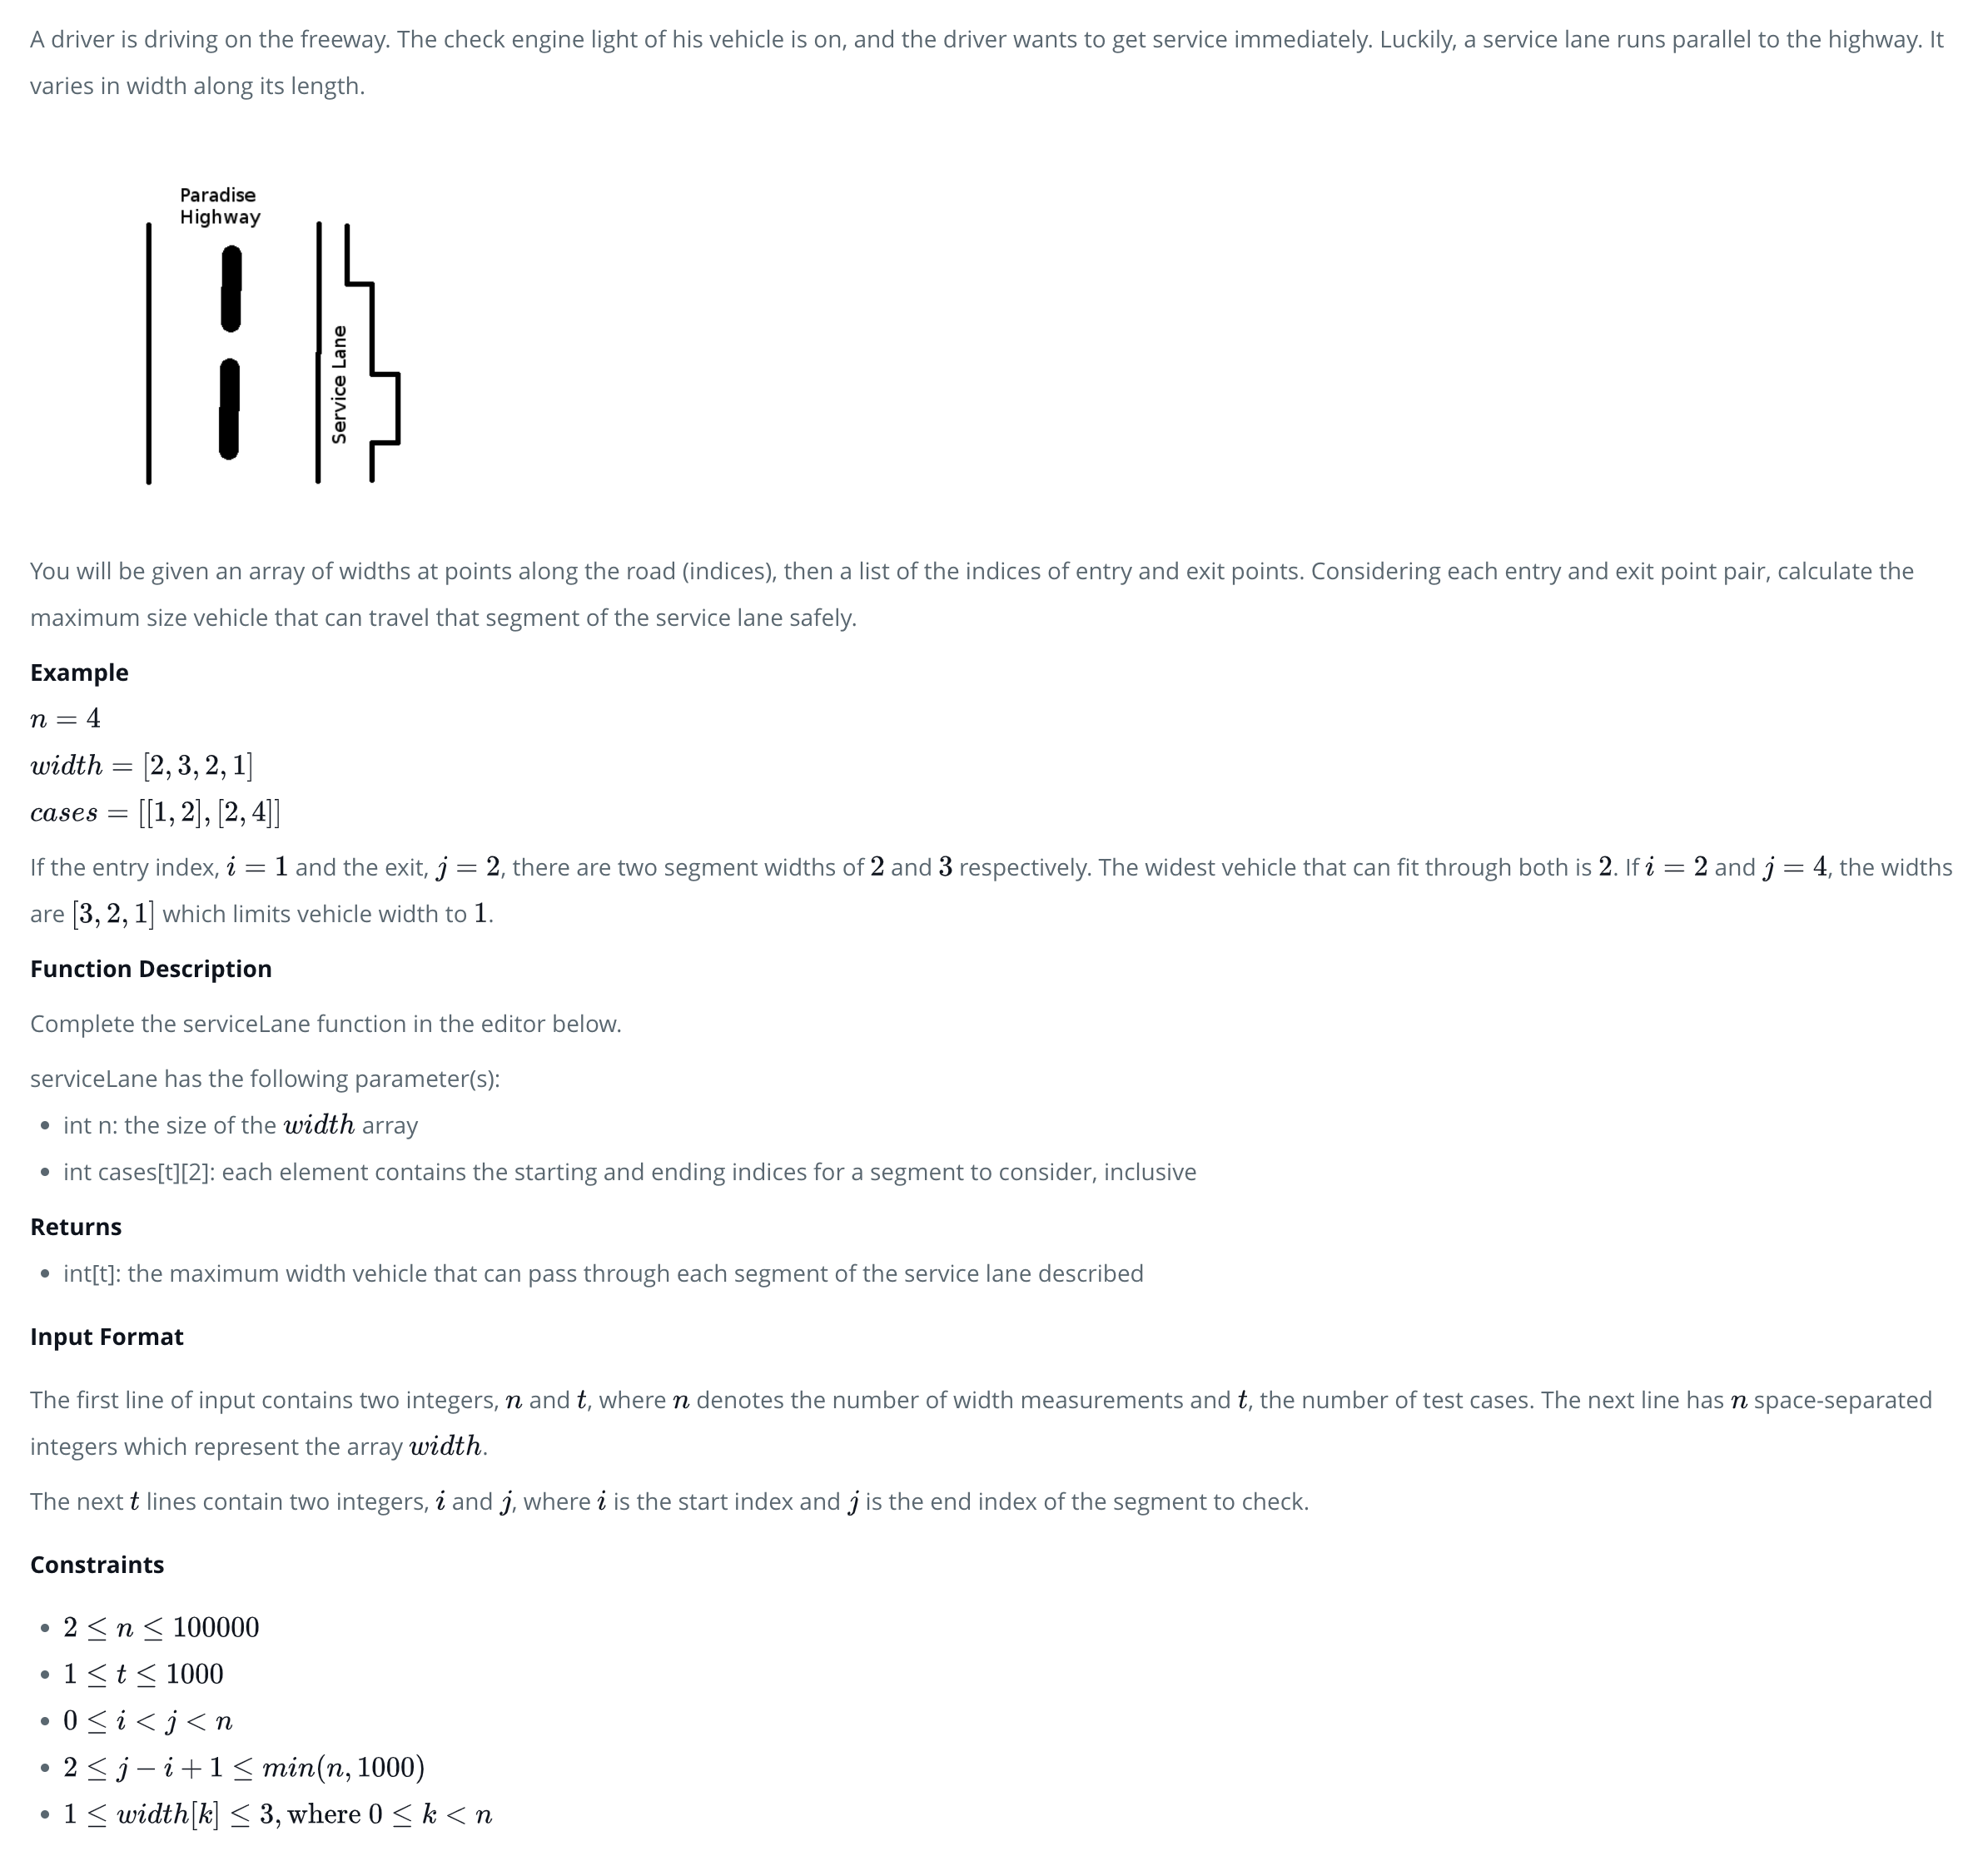 A driver is driving on the freeway. The check engine light of his vehicle is on, and the driver wants to get service immediately. Luckily, a service lane runs parallel to the highway. It
varies in width along its length.
Paradise
Highway
Service Lane
You will be given an array of widths at points along the road (indices), then a list of the indices of entry and exit points. Considering each entry and exit point pair, calculate the
maximum size vehicle that can travel that segment of the service lane safely.
Example
n = 4
width = [2, 3, 2, 1]
cases = [[1, 2], [2, 4]]
If the entry index, i = 1 and the exit, j = 2, there are two segment widths of 2 and 3 respectively. The widest vehicle that can fit through both is 2. If i = 2 and j = 4, the widths
are [3, 2, 1] which limits vehicle width to 1.
Function Description
Complete the serviceLane function in the editor below.
serviceLane has the following parameter(s):
• int n: the size of the width array
• int cases[t][2]: each element contains the starting and ending indices for a segment to consider, inclusive
Returns
• int[t]: the maximum width vehicle that can pass through each segment of the service lane described
Input Format
The first line of input contains two integers, n and t, where n denotes the number of width measurements and t, the number of test cases. The next line has n space-separated
integers which represent the array width.
The next t lines contain two integers, i and j, where i is the start index and j is the end index of the segment to check.
Constraints
• 2 ≤ n ≤ 100000
• 1 ≤ t ≤ 1000
• 0 ≤ i < j < n
• 2 ≤ j − i + 1 ≤ min(n, 1000)
• 1 ≤ width[k] ≤ 3, where 0 ≤ k < n